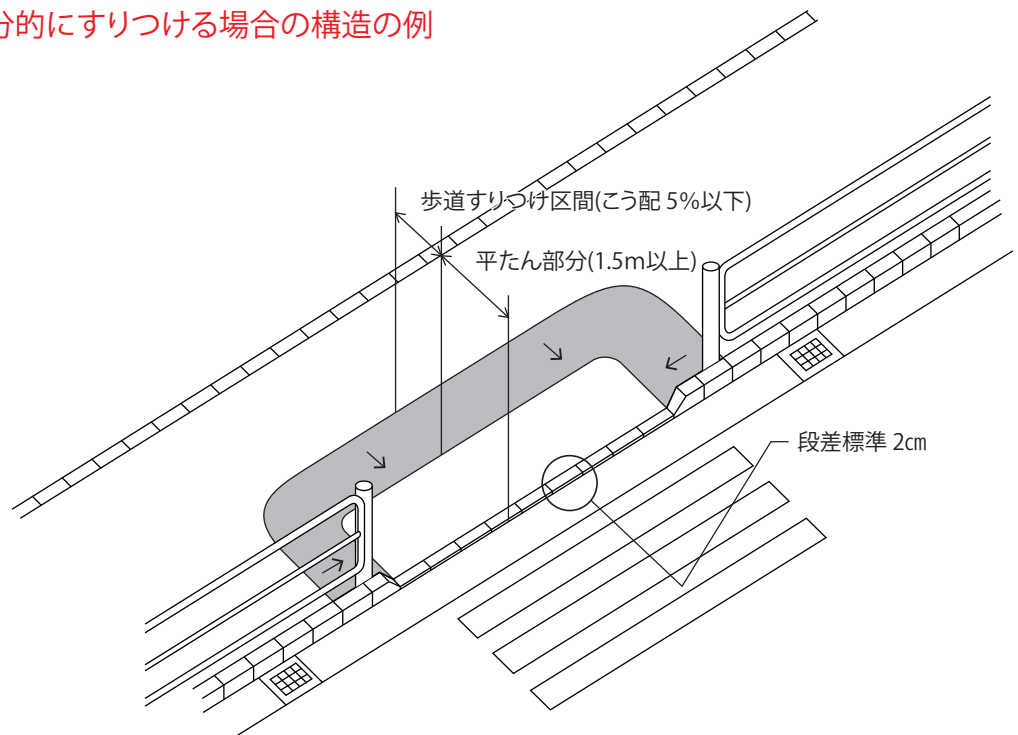 分的にすりつける場合の構造の例
歩道すりつけ区間(こう配 5%以下)
平たん部分(1.5m以上)
段差標準 2㎝